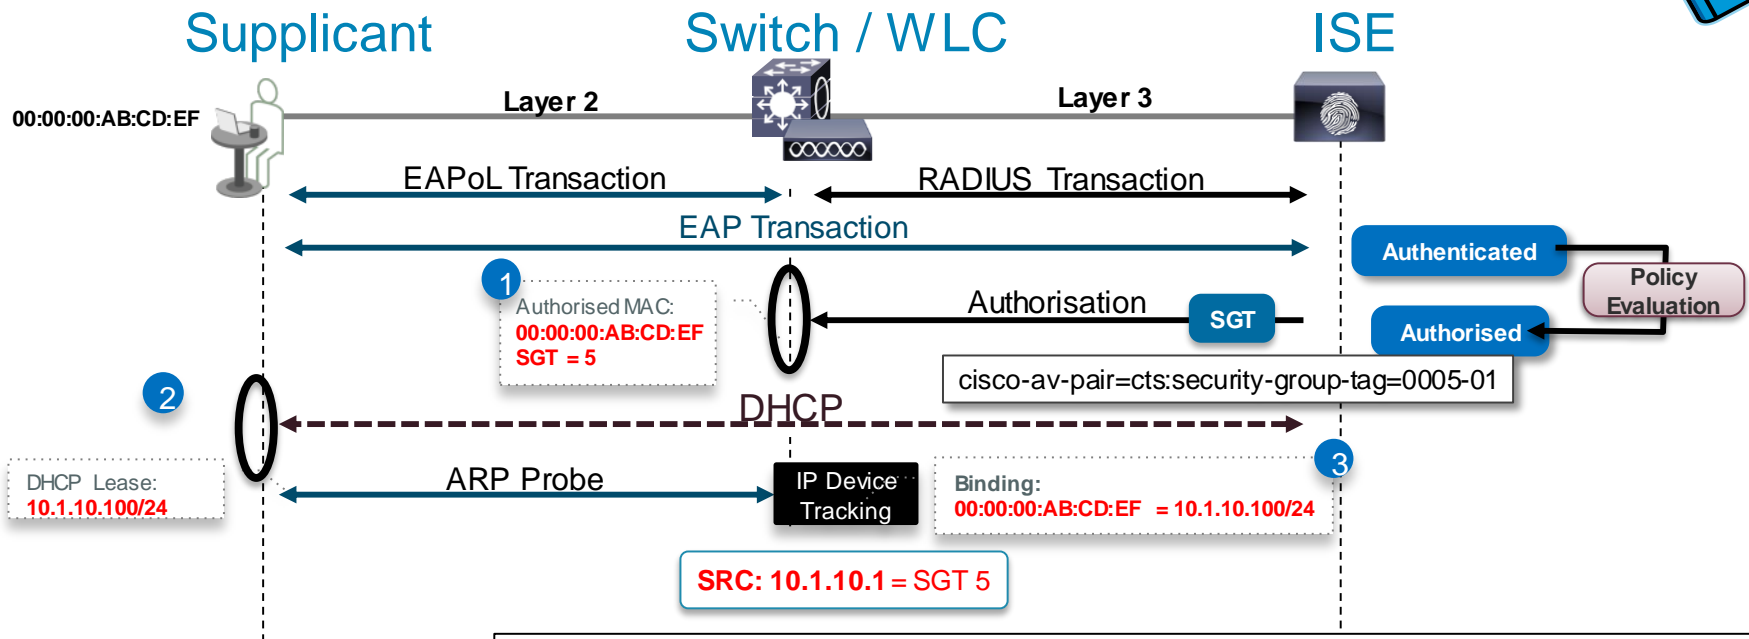 Supplicant
Switch / WLC
ISE
00:00:00:AB:CD:EF
Layer 2
Layer 3
EAPoL Transaction
RADIUS Transaction
EAP Transaction
Authenticated
Policy
Evaluation
1
Authorised MAC:
00:00:00:AB:CD:EF
SGT = 5
Authorisation
SGT
Authorised
cisco-av-pair=cts:security-group-tag=0005-01
2
DHCP
DHCP Lease:
10.1.10.100/24
ARP Probe
IP Device
Tracking
3
Binding:
00:00:00:AB:CD:EF = 10.1.10.100/24
SRC: 10.1.10.1 = SGT 5